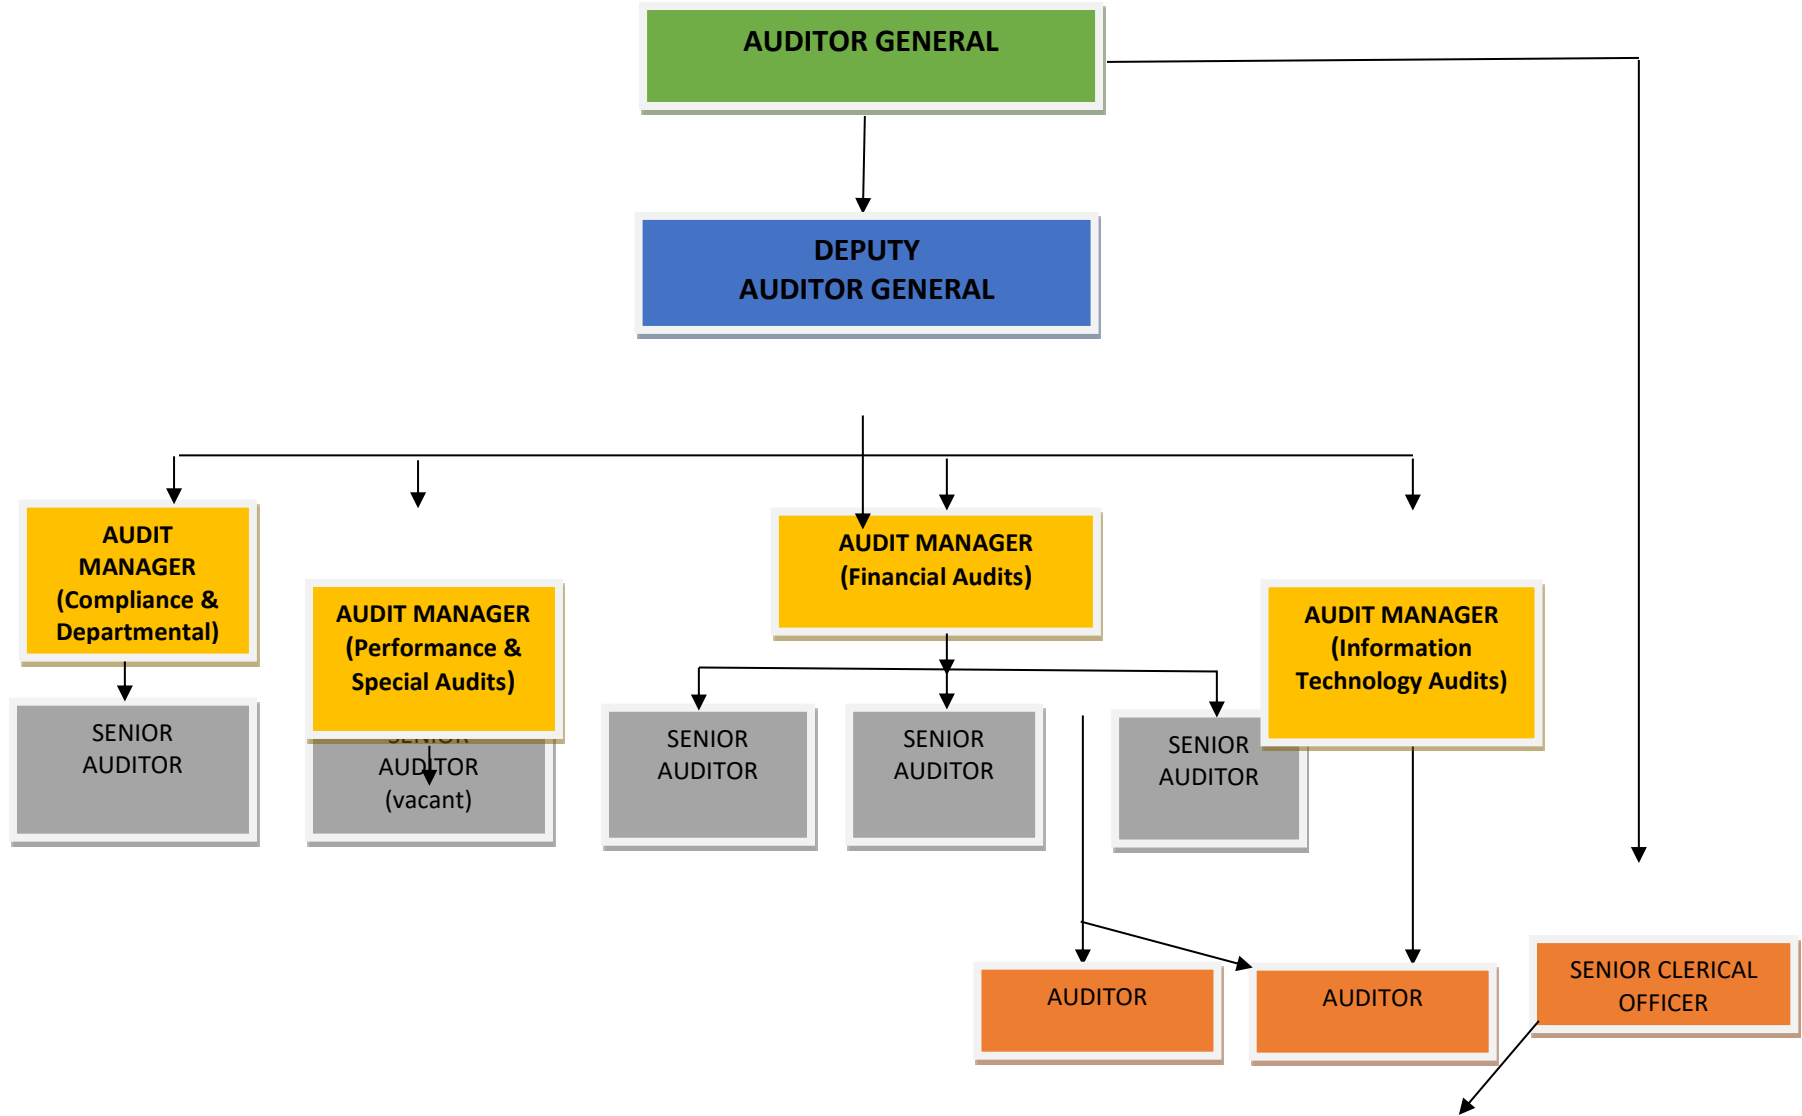 AUDITOR GENERAL
DEPUTY
AUDITOR GENERAL
AUDIT
MANAGER
(Compliance &
Departmental)
AUDIT MANAGER
(Performance &
Special Audits)
AUDIT MANAGER
(Financial Audits)
AUDIT MANAGER
(Information
Technology Audits)
SENIOR
AUDITOR
SENIOR
AUDITOR
(vacant)
SENIOR
AUDITOR
SENIOR
AUDITOR
SENIOR
AUDITOR
AUDITOR
AUDITOR
SENIOR CLERICAL
OFFICER